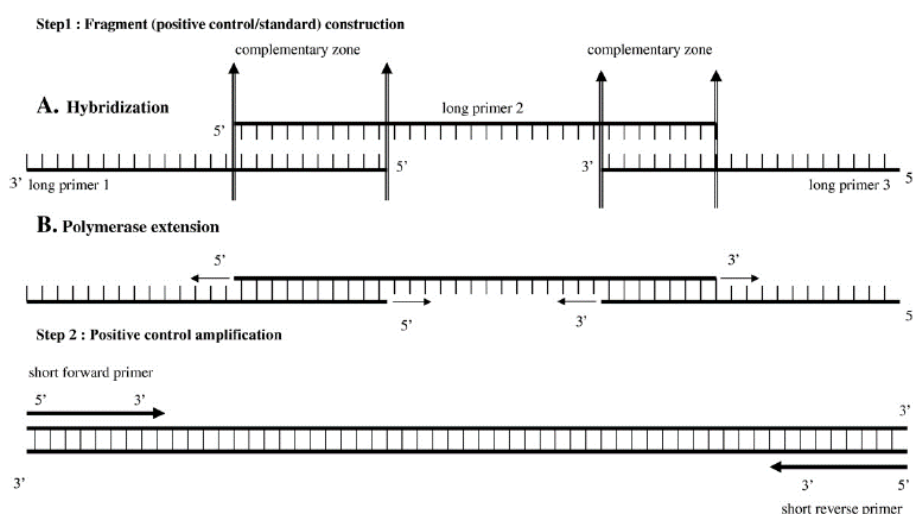 Step1 : Fragment (positive control/standard) construction
complementary zone complementary zone
A. Hybridization
long primer 2
5’
5’ 3’
3’ long primer 1 long primer 3 5
B. Polymerase extension
5’ 3’
5’ 3’ 5
Step 2 : Positive control amplification
short forward primer
5’ 3’
3’
3’ 3’ 5’
short reverse primer